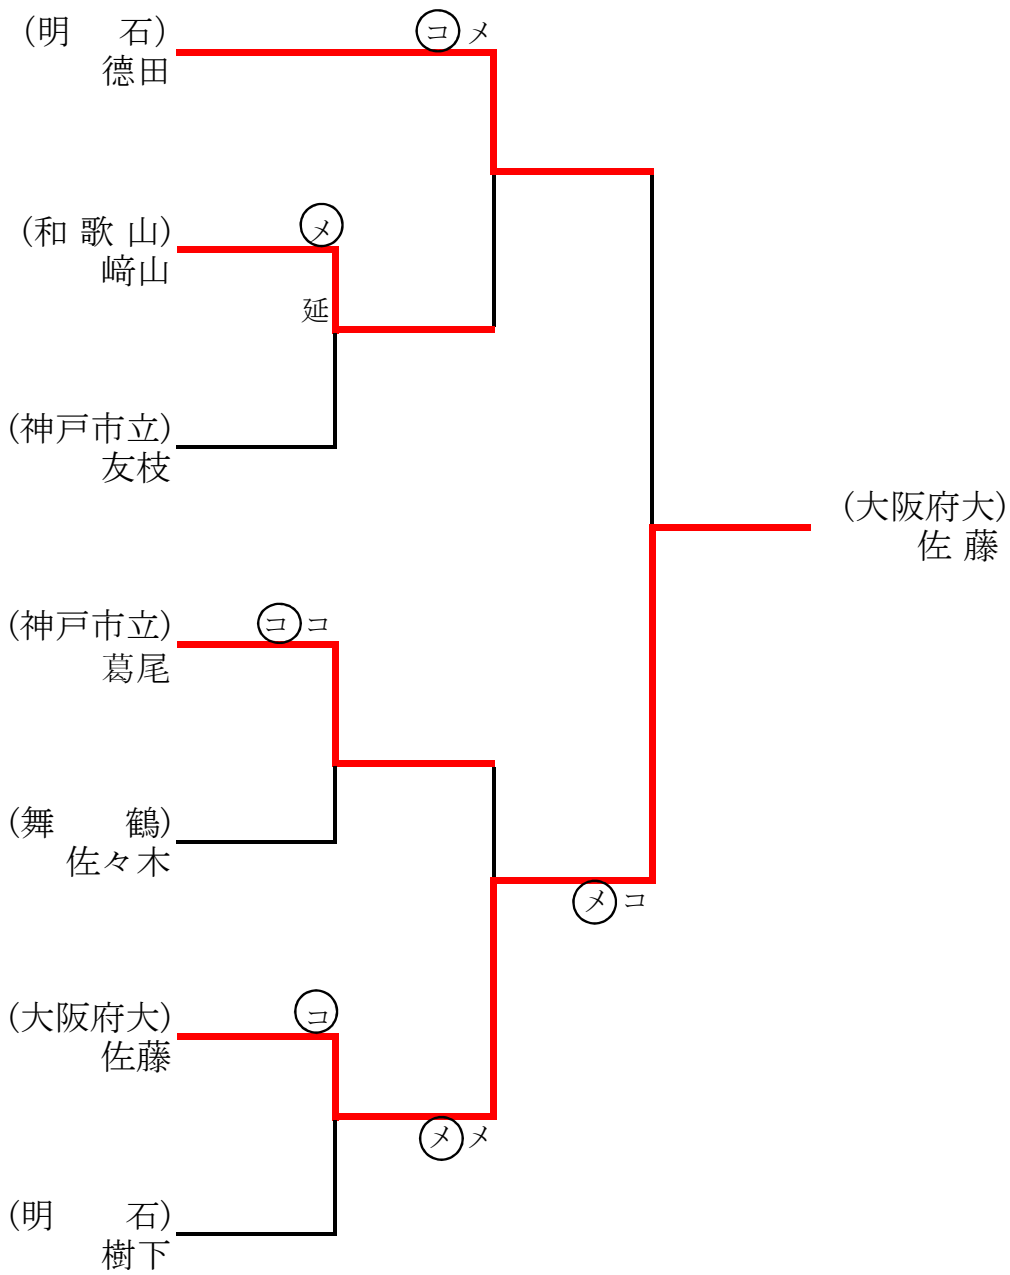 (明　石)
コメ
德田
(和歌山)
メ
﨑山
延
(神戸市立)
友枝
(大阪府大)
佐藤
(神戸市立)
ココ
葛尾
(舞　鶴)
佐々木
メコ
(大阪府大)
コ
佐藤
メメ
(明　石)
樹下